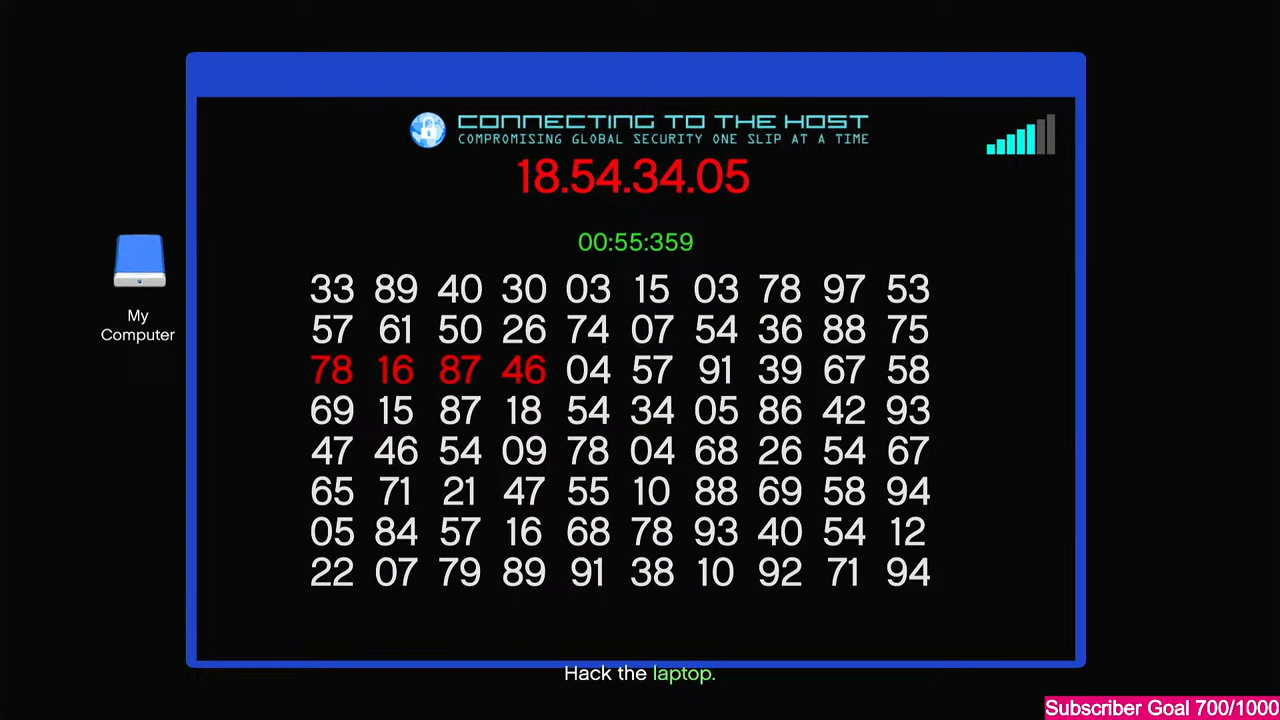 CONNECTING TO THE HOST
COMPROMISING GLOBAL SECURITY ONE SLIP AT A TIME
18.54.34.05
00:55:359
33 89 40 30 03 15 03 78 97 53
57 61 50 26 74 07 54 36 88 75
78 16 87 46 04 57 91 39 67 58
69 15 87 18 54 34 05 86 42 93
47 46 54 09 78 04 68 26 54 67
65 71 21 47 55 10 88 69 58 94
05 84 57 16 68 78 93 40 54 12
22 07 79 89 91 38 10 92 71 94
My
Computer
Hack the laptop.
Subscriber Goal 700/1000